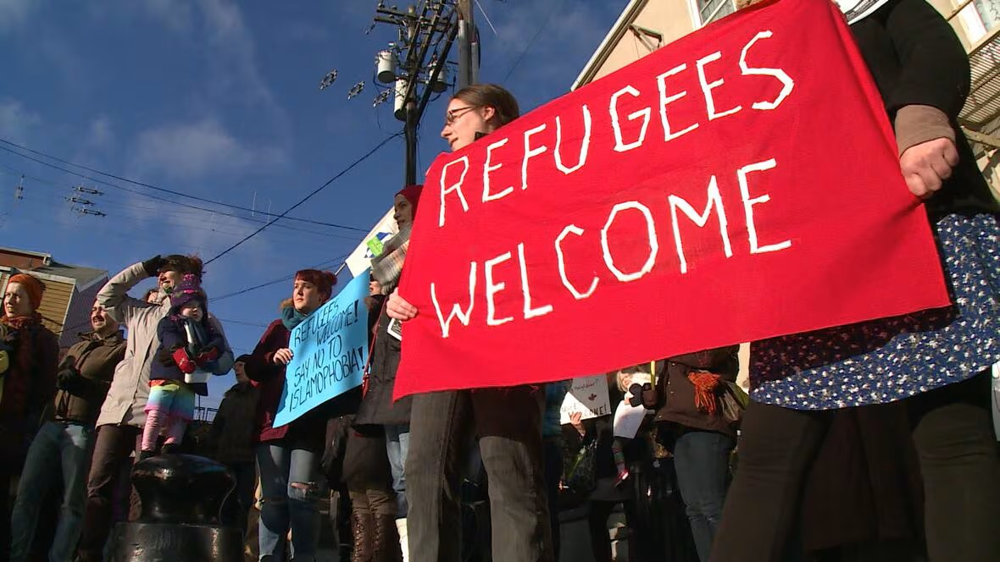 REFUGEES
WELCOME
REFUGEES
WELCOME!
SAY NO TO
ISLAMOPHOBIA!